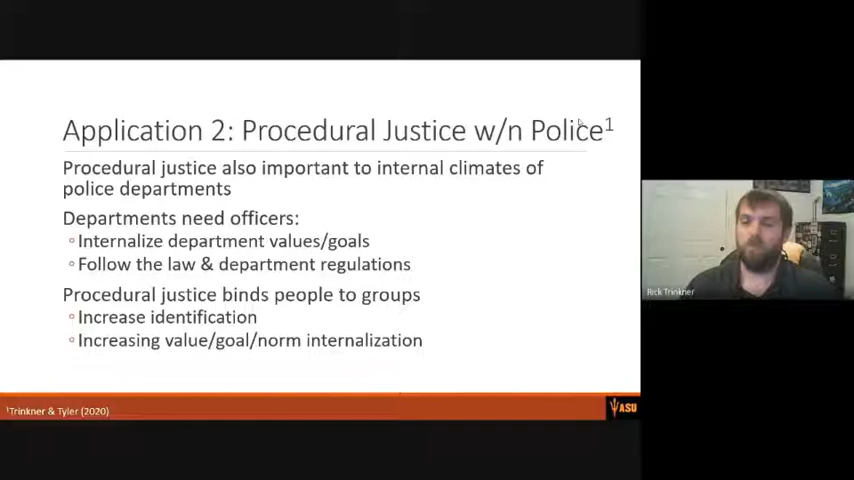 Application 2: Procedural Justice w/n Police¹
Procedural justice also important to internal climates of
police departments
Departments need officers:
◦Internalize department values/goals
◦Follow the law & department regulations
Procedural justice binds people to groups
◦Increase identification
◦Increasing value/goal/norm internalization
¹Trinkner & Tyler (2020)
ASU
Rick Trinkner